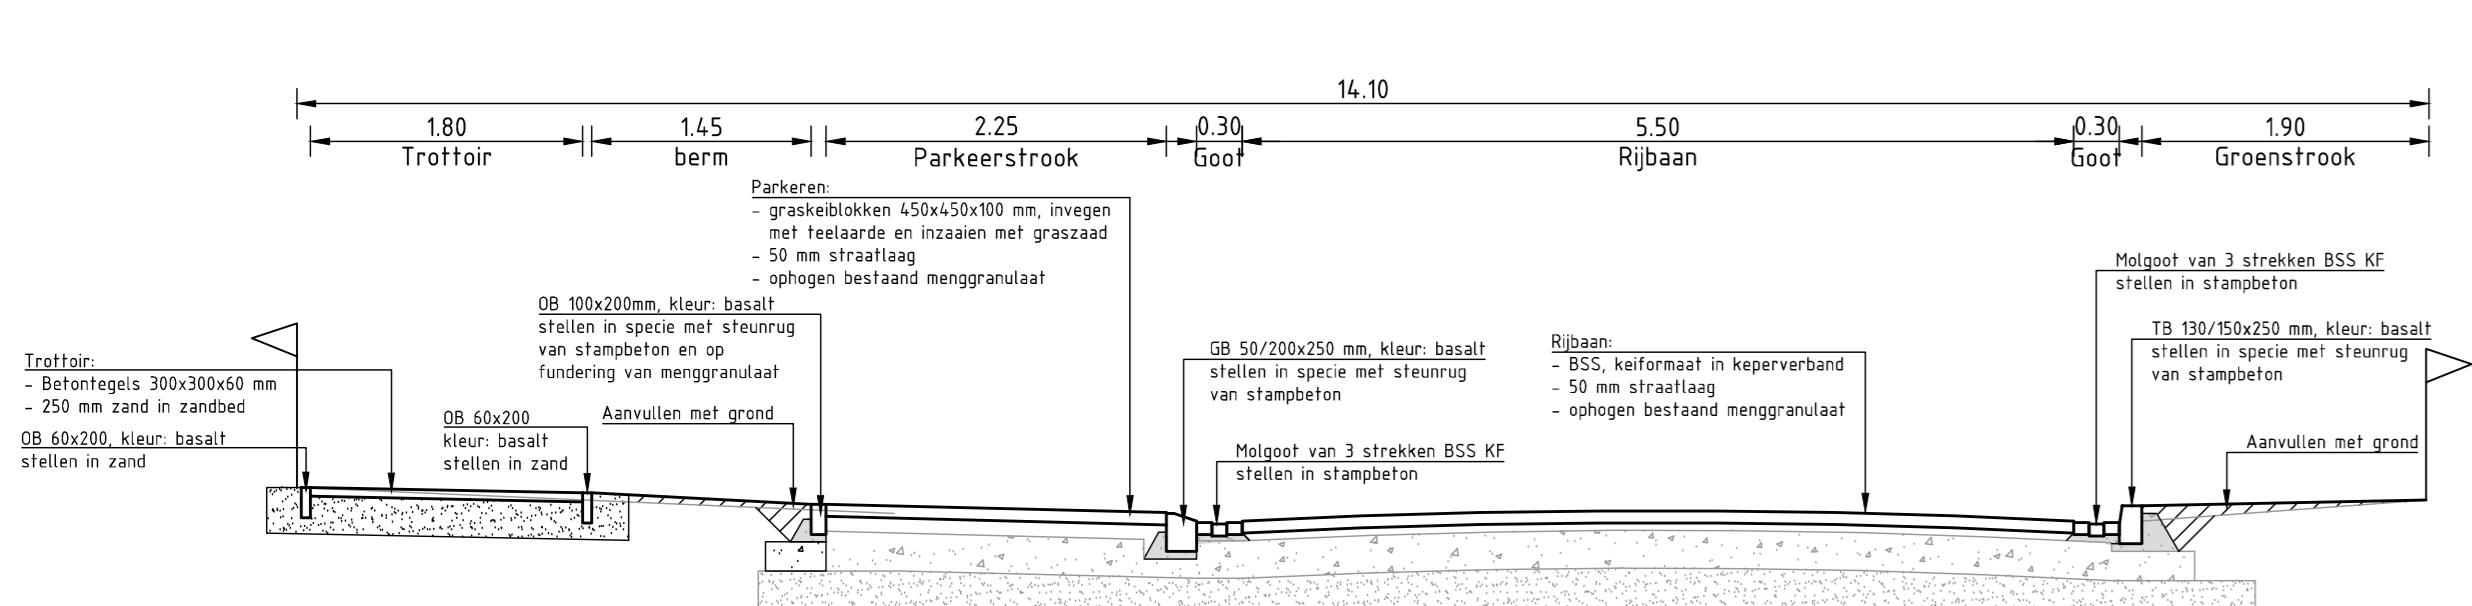 14.10
1.80
1.45
2.25
0.30
5.50
0.30
1.90
Trottoir
berm
Parkeerstrook
Goot
Rijbaan
Goot
Groenstrook
Parkeren:
- graskeiblokken 450x450x100 mm, invegen
met teelaarde en inzaaien met graszaad
- 50 mm straatlaag
- ophogen bestaand menggranulaat
OB 100x200mm, kleur: basalt
stellen in specie met steunrug
van stampbeton en op
fundering van menggranulaat
Trottoir:
- Betontegels 300x300x60 mm
- 250 mm zand in zandbed
OB 60x200, kleur: basalt
stellen in zand
OB 60x200
kleur: basalt
stellen in zand
Aanvullen met grond
GB 50/200x250 mm, kleur: basalt
stellen in specie met steunrug
van stampbeton
Molgoot van 3 strekken BSS KF
stellen in stampbeton
Rijbaan:
- BSS, keiformaat in keperverband
- 50 mm straatlaag
- ophogen bestaand menggranulaat
Molgoot van 3 strekken BSS KF
stellen in stampbeton
TB 130/150x250 mm, kleur: basalt
stellen in specie met steunrug
van stampbeton
Aanvullen met grond